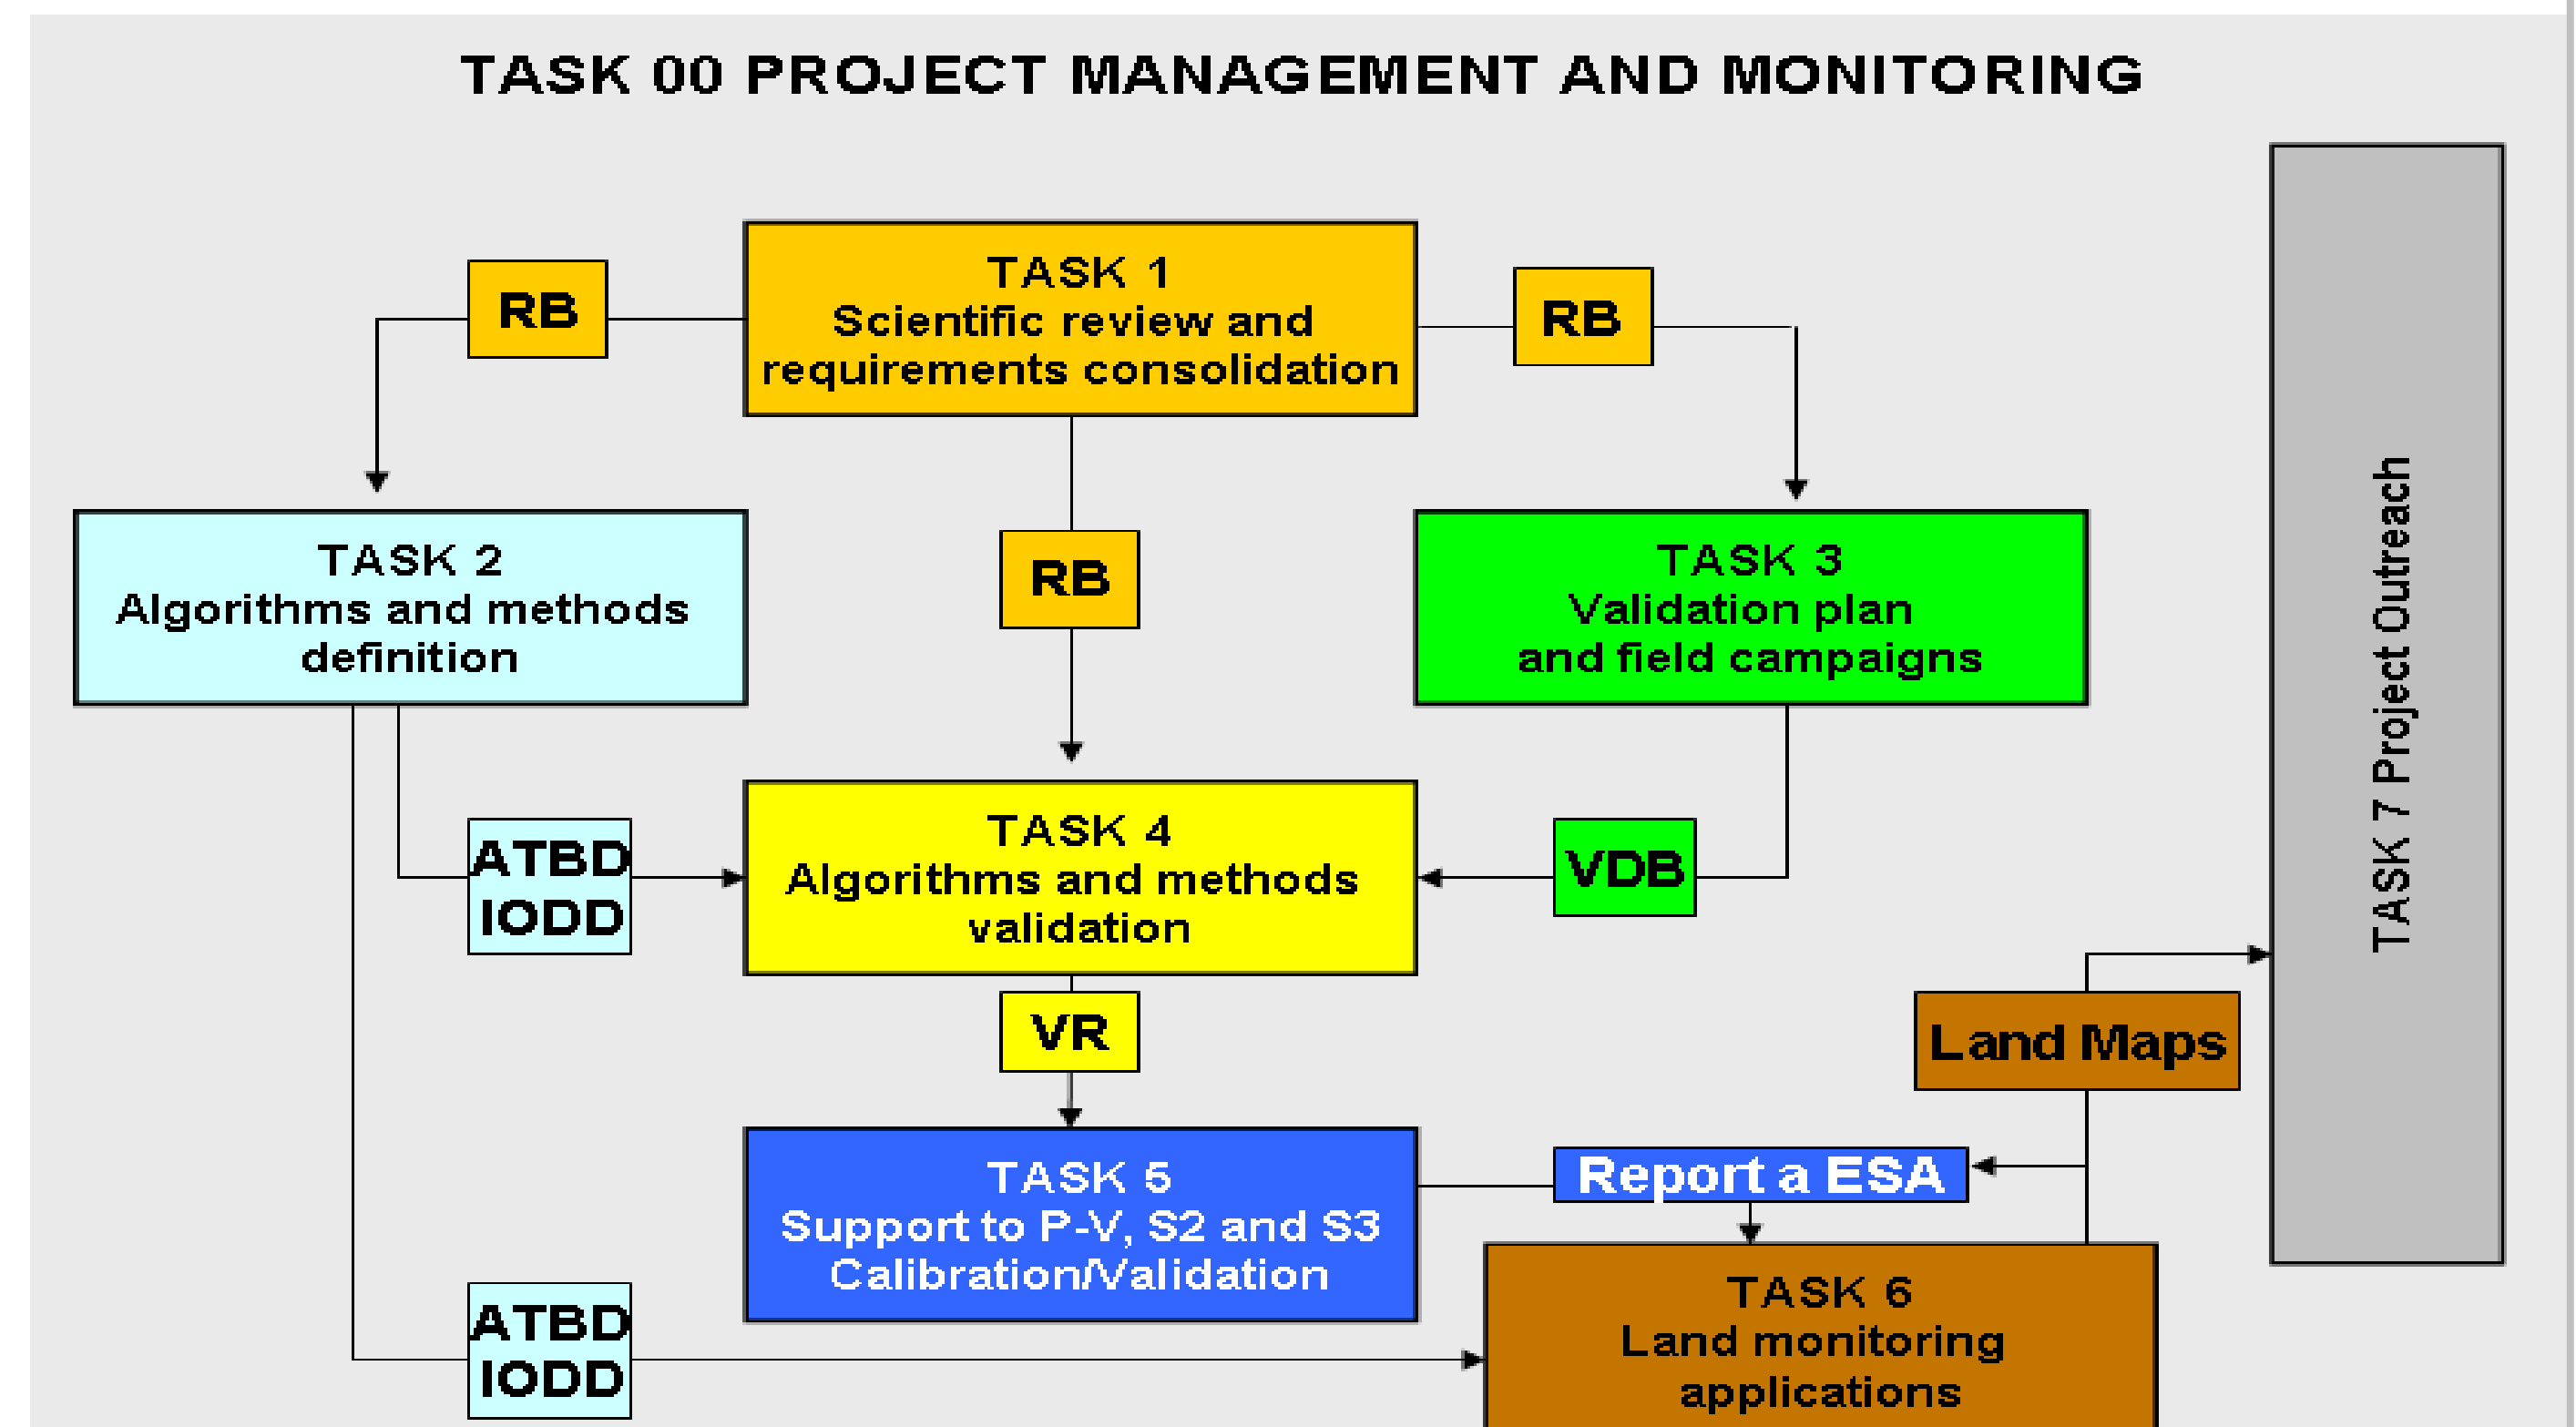 TASK 00 PROJECT MANAGEMENT AND MONITORING
TASK 1
Scientific review and
requirements consolidation
RB
RB
TASK 2
Algorithms and methods
definition
RB
TASK 3
Validation plan
and field campaigns
TASK 7 Project Outreach
ATBD
IODD
TASK 4
Algorithms and methods
validation
VDB
VR
Land Maps
TASK 5
Support to P-V, S2 and S3
Calibration/Validation
Report a ESA
ATBD
IODD
TASK 6
Land monitoring
applications